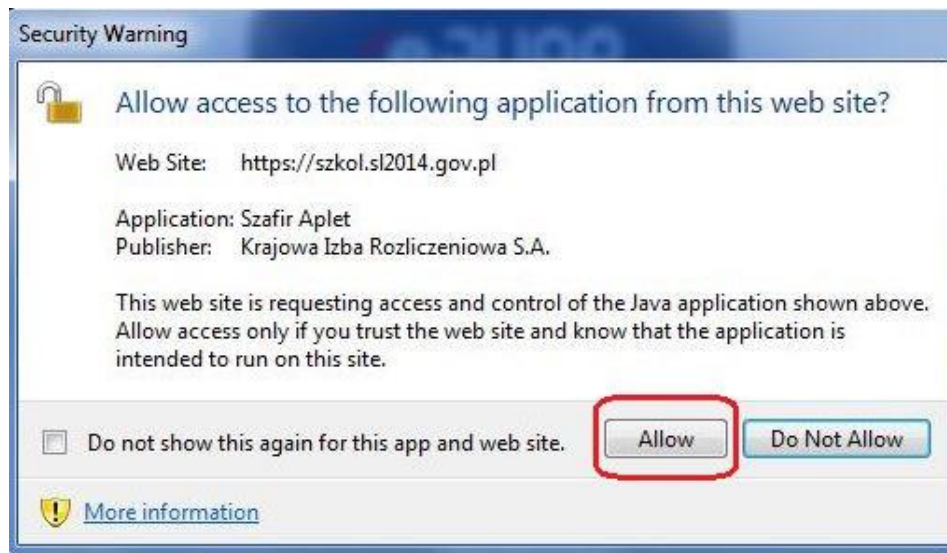 Security Warning
Allow access to the following application from this web site?
Web Site: https://szkol.sl2014.gov.pl
Application: Szafir Aplet
Publisher: Krajowa Izba Rozliczeniowa S.A.
This web site is requesting access and control of the Java application shown above.
Allow access only if you trust the web site and know that the application is
intended to run on this site.
Do not show this again for this app and web site.
Allow
Do Not Allow
More information